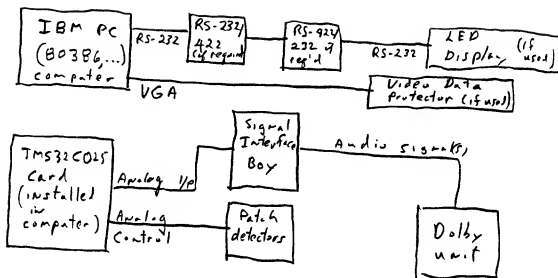 IBM PC
(80386,...)
computer
RS-232
RS-232/
422
(if required)
RS-422/
232 if
req'd
RS-232
LED
Display (if
used)
VGA
Video Data
Projector (if used)
TMS320C25
card
(installed
in
computer)
Analog I/P
Signal
Interface
Box
Audio signals,
Analog
Control
Patch
detectors
Dolby
unit